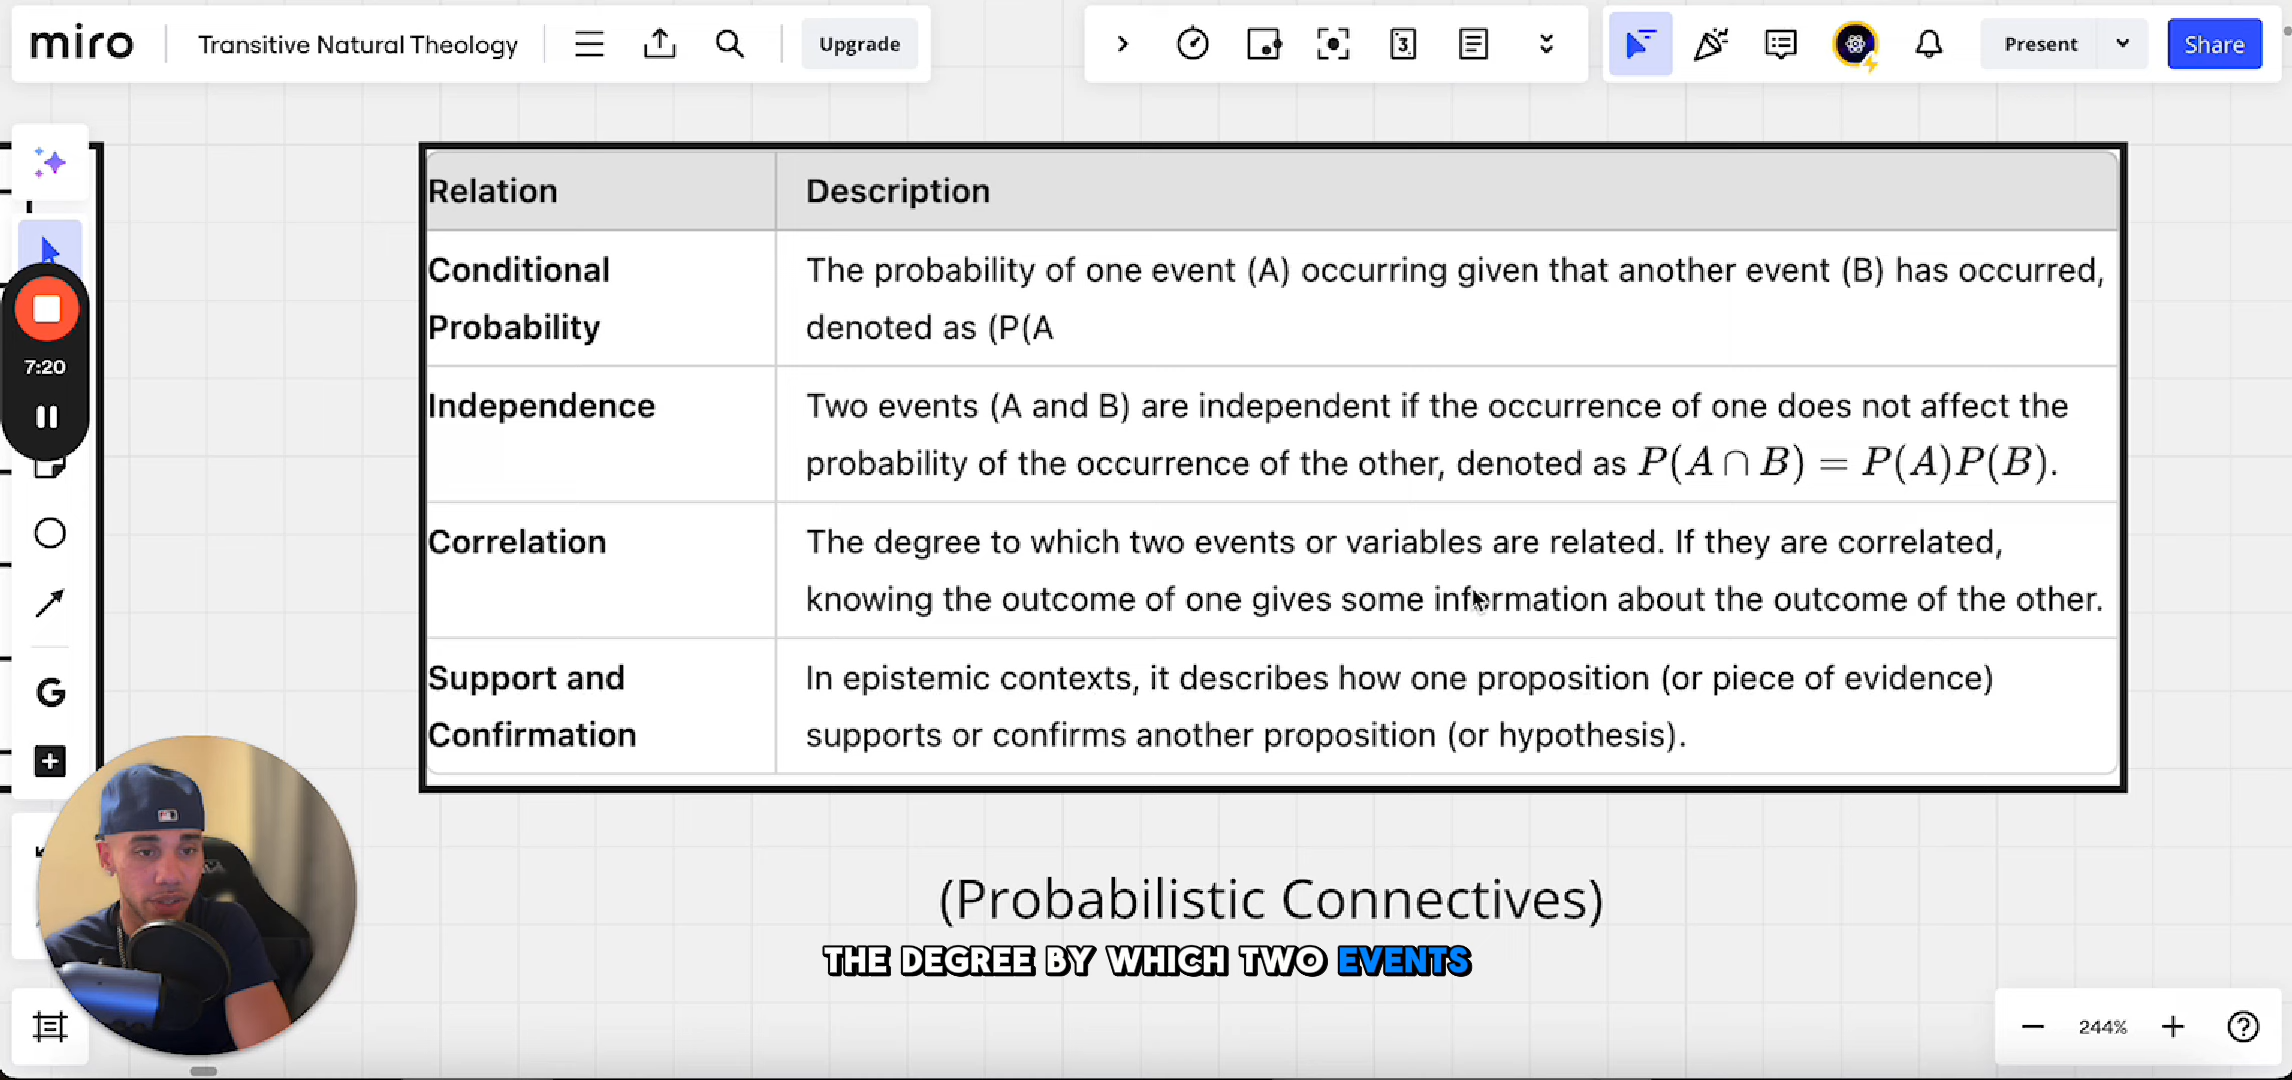 miro
Transitive Natural Theology
Upgrade
3
Present
Share
Relation
Description
Conditional
Probability
The probability of one event (A) occurring given that another event (B) has occurred,
denoted as (P(A
Independence
Two events (A and B) are independent if the occurrence of one does not affect the
probability of the occurrence of the other, denoted as P(A ∩ B) = P(A)P(B).
Correlation
The degree to which two events or variables are related. If they are correlated,
knowing the outcome of one gives some information about the outcome of the other.
Support and
Confirmation
In epistemic contexts, it describes how one proposition (or piece of evidence)
supports or confirms another proposition (or hypothesis).
7:20
G
(Probabilistic Connectives)
THE DEGREE BY WHICH TWO EVENTS
244%